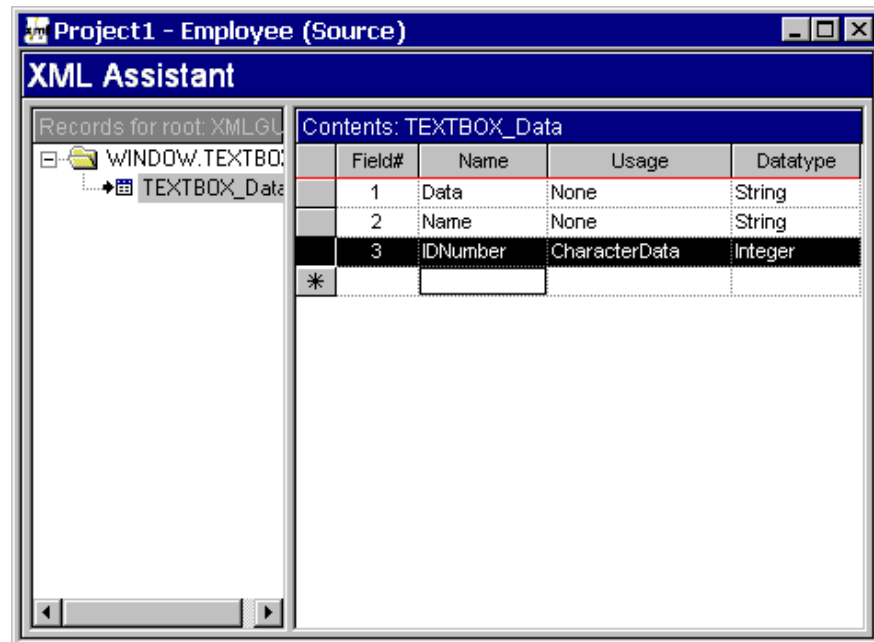 Project1 - Employee (Source)
XML Assistant
Records for root: XMLGU
Contents: TEXTBOX_Data
WINDOW.TEXTBO
TEXTBOX_Data
Field# Name Usage Datatype
1 Data None String
2 Name None String
3 IDNumber CharacterData Integer